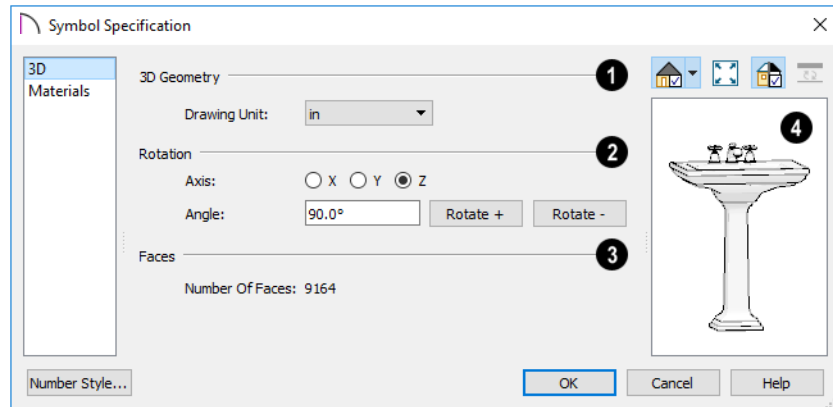 Symbol Specification
3D
Materials
3D Geometry
1
Drawing Unit: in
Rotation
2
Axis: X Y Z
Angle: 90.0° Rotate + Rotate -
Faces
3
Number Of Faces: 9164
4
Number Style... OK Cancel Help